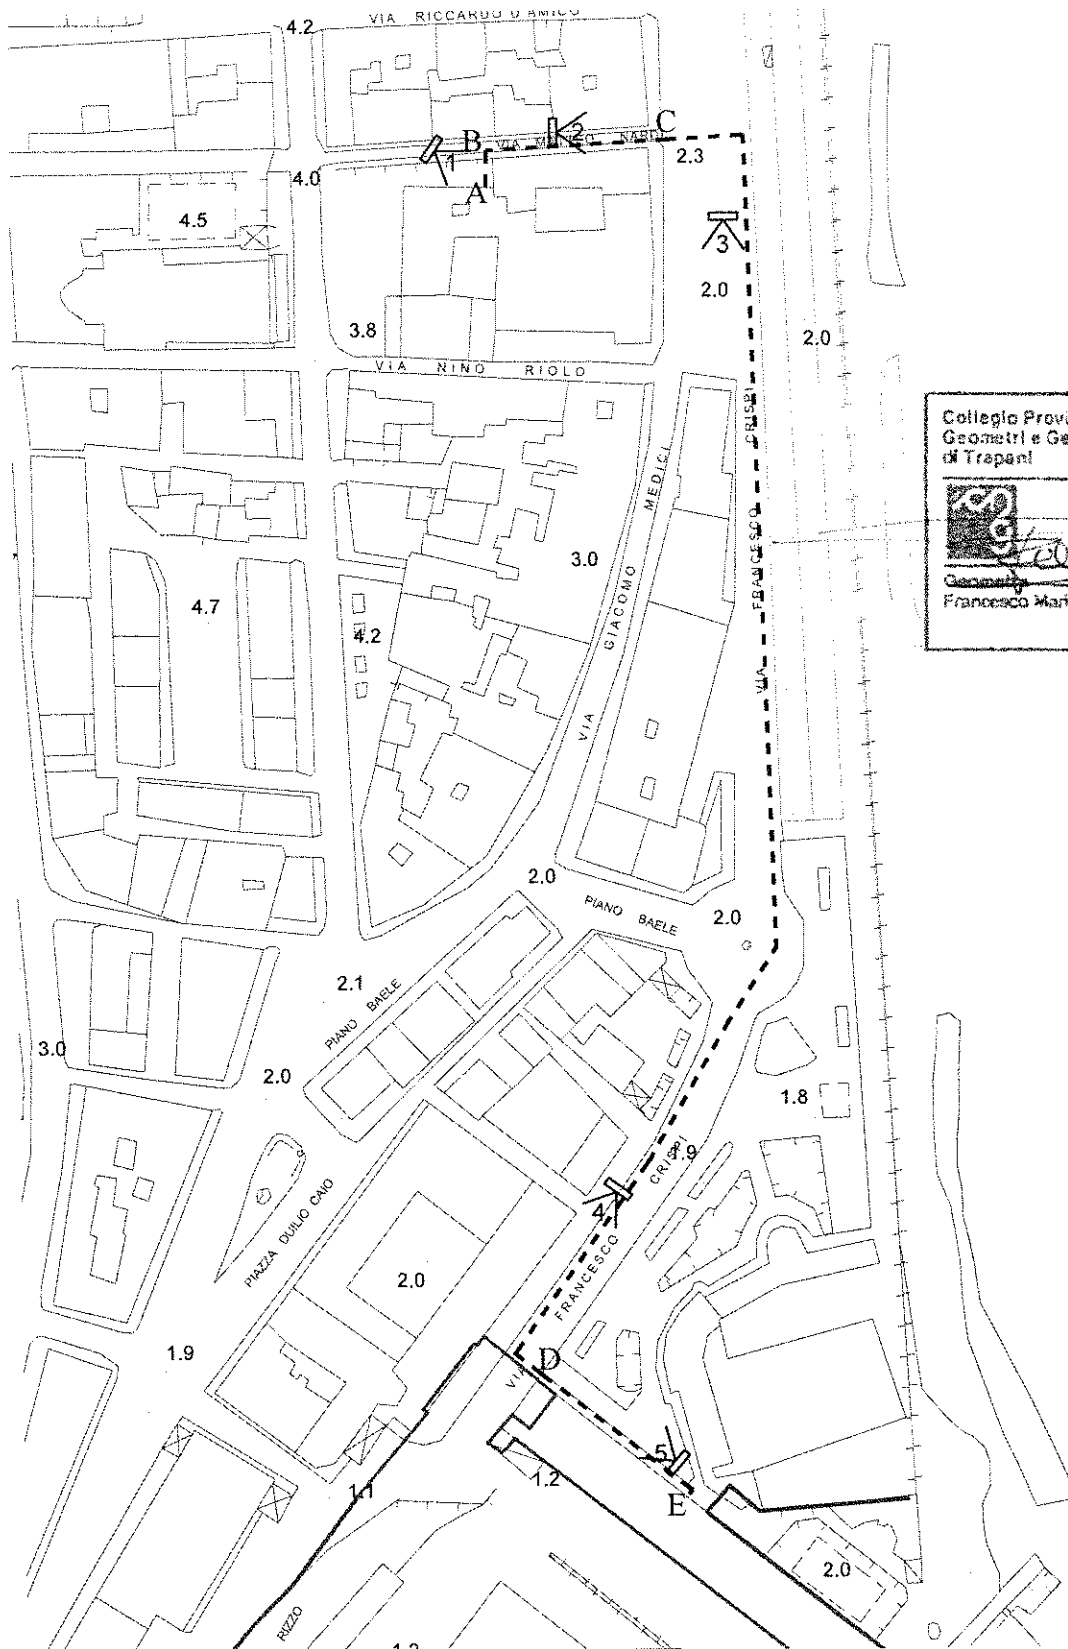 VIA RICCARDO D'AMICO
4.2
B
2
C
1
2.3
4.0
A
4.5
3
2.0
3.8
2.0
VIA NINO RIOLO
Collegio
Geometri e
di Trapani
VIA GIACOMO MEDICI
VIA FRANCESCO CRISPI
3.0
Francesco
4.7
4.2
2.0
PIANO BAELE
2.0
2.1
PIANO BAELE
3.0
2.0
1.8
1.9
CRISPI
4
PIAZZA DUILIO CAIO
FRANCESCO
2.0
1.9
D
VIA
5
1.1
1.2
E
2.0
RIZZO